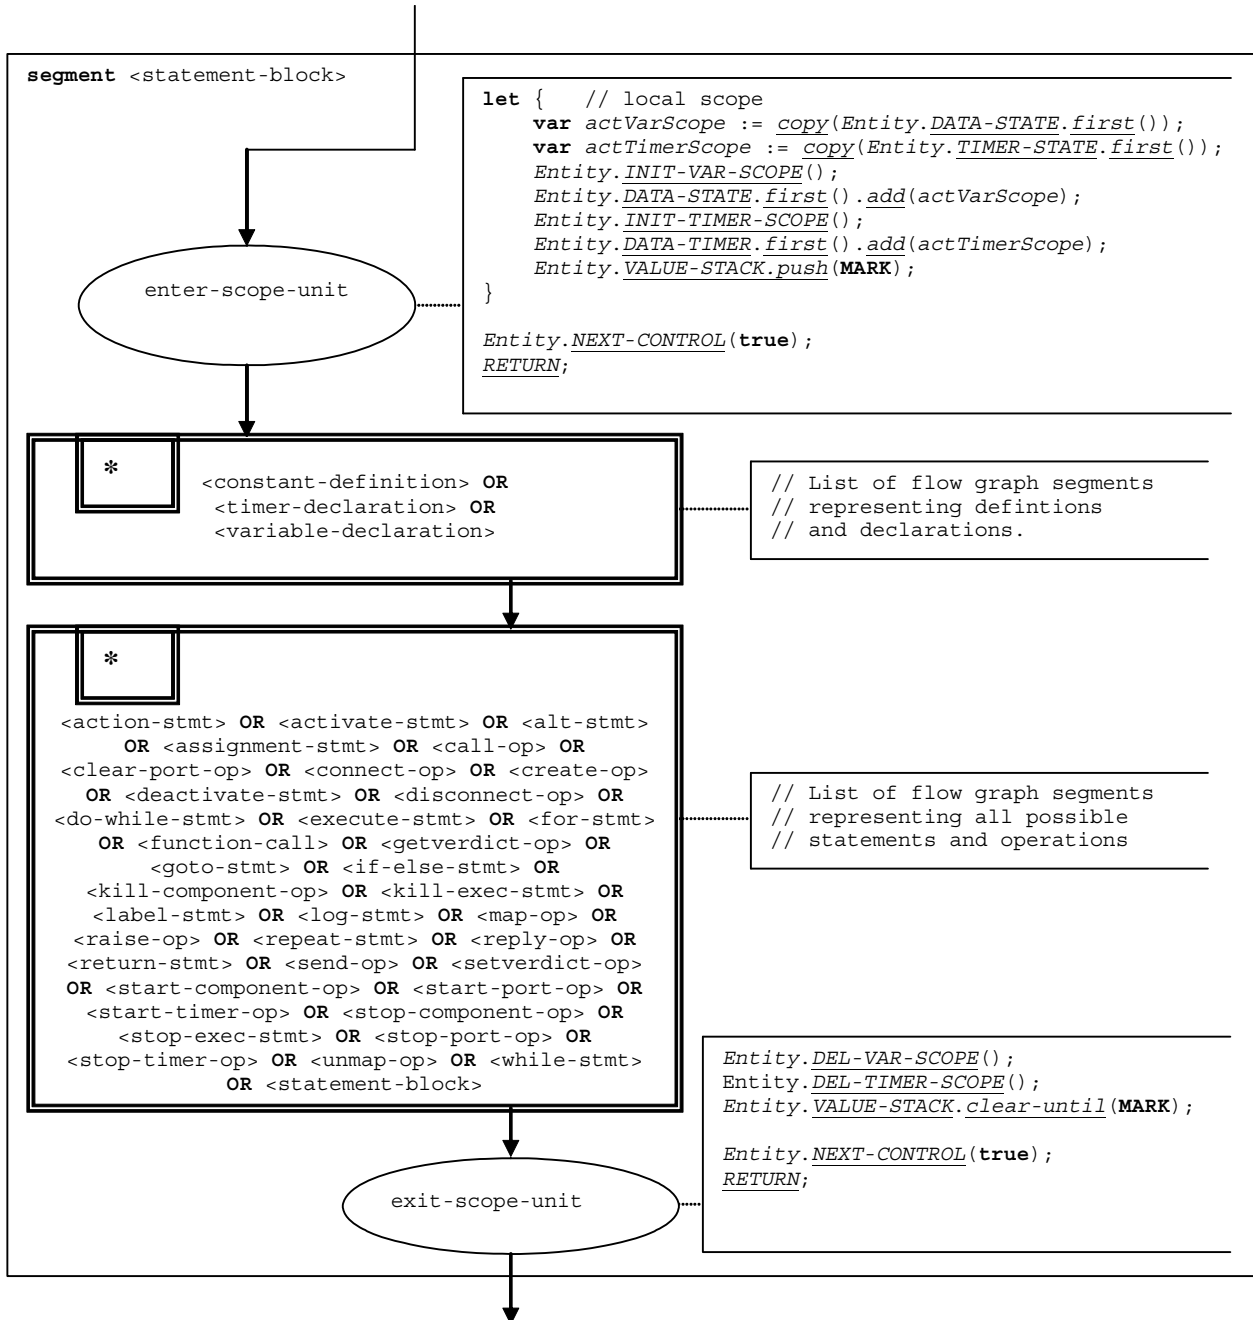 segment <statement-block>
let {   // local scope
    var actVarScope := copy(Entity.DATA-STATE.first());
    var actTimerScope := copy(Entity.TIMER-STATE.first());
    Entity.INIT-VAR-SCOPE();
    Entity.DATA-STATE.first().add(actVarScope);
    Entity.INIT-TIMER-SCOPE();
    Entity.DATA-TIMER.first().add(actTimerScope);
    Entity.VALUE-STACK.push(MARK);
}
Entity.NEXT-CONTROL(true);
RETURN;
enter-scope-unit
*
<constant-definition> OR
<timer-declaration> OR
<variable-declaration>
// List of flow graph segments
// representing defintions
// and declarations.
*
<action-stmt> OR <activate-stmt> OR <alt-stmt>
OR <assignment-stmt> OR <call-op> OR
<clear-port-op> OR <connect-op> OR <create-op>
OR <deactivate-stmt> OR <disconnect-op> OR
<do-while-stmt> OR <execute-stmt> OR <for-stmt>
OR <function-call> OR <getverdict-op> OR
<goto-stmt> OR <if-else-stmt> OR
<kill-component-op> OR <kill-exec-stmt> OR
<label-stmt> OR <log-stmt> OR <map-op> OR
<raise-op> OR <repeat-stmt> OR <reply-op> OR
<return-stmt> OR <send-op> OR <setverdict-op>
OR <start-component-op> OR <start-port-op> OR
<start-timer-op> OR <stop-component-op> OR
<stop-exec-stmt> OR <stop-port-op> OR
<stop-timer-op> OR <unmap-op> OR <while-stmt>
OR <statement-block>
// List of flow graph segments
// representing all possible
// statements and operations
exit-scope-unit
Entity.DEL-VAR-SCOPE();
Entity.DEL-TIMER-SCOPE();
Entity.VALUE-STACK.clear-until(MARK);
Entity.NEXT-CONTROL(true);
RETURN;